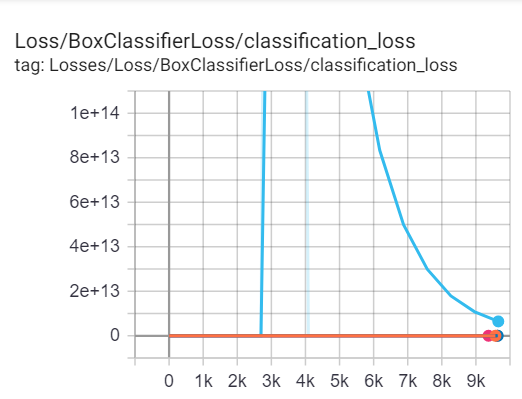 Loss/BoxClassifierLoss/classification_loss
tag: Losses/Loss/BoxClassifierLoss/classification_loss
1e+14
8e+13
6e+13
4e+13
2e+13
0
0 1k 2k 3k 4k 5k 6k 7k 8k 9k